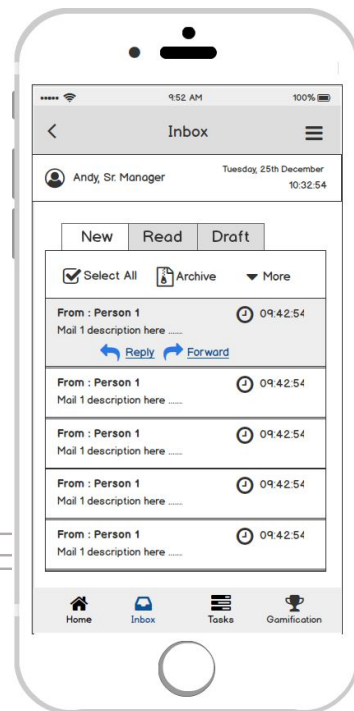 9:52 AM
100%
Inbox
Andy, Sr. Manager
Tuesday, 25th December
10:32:54
New
Read
Draft
Select All
Archive
More
From : Person 1
09:42:54
Mail 1 description here ......
Reply
Forward
From : Person 1
09:42:54
Mail 1 description here ......
From : Person 1
09:42:54
Mail 1 description here ......
From : Person 1
09:42:54
Mail 1 description here ......
From : Person 1
09:42:54
Mail 1 description here ......
Home
Inbox
Tasks
Gamification